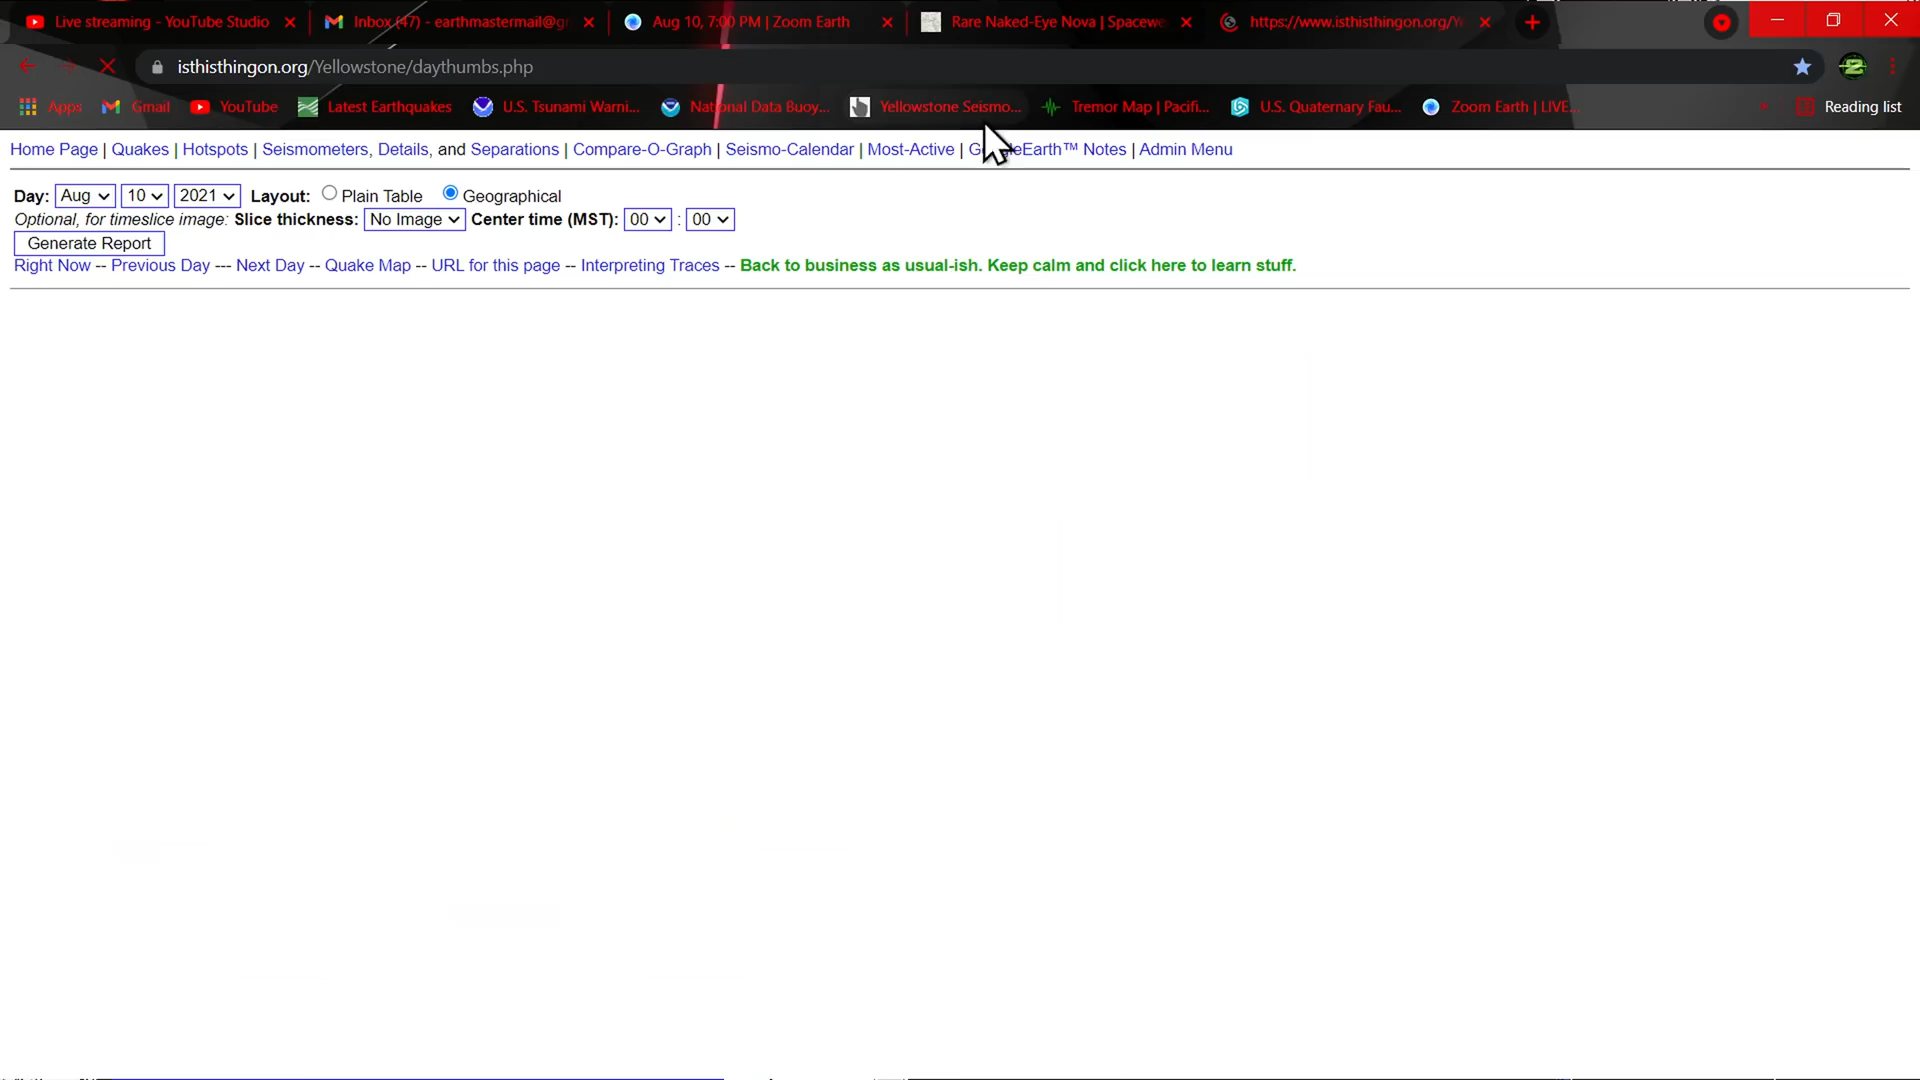 Live streaming - YouTube Studio
Inbox (47) - earthmastermail@g
Aug 10, 7:00 PM | Zoom Earth
Rare Naked-Eye Nova | Spacewe
https://www.isthisthingon.org/Y
isthisthingon.org/Yellowstone/daythumbs.php
Apps Gmail YouTube Latest Earthquakes U.S. Tsunami Warni... National Data Buoy... Yellowstone Seismo... Tremor Map | Pacifi... U.S. Quaternary Fau... Zoom Earth | LIVE... Reading list
Home Page | Quakes | Hotspots | Seismometers, Details, and Separations | Compare-O-Graph | Seismo-Calendar | Most-Active | Earth™ Notes | Admin Menu
Day: Aug 10 2021 Layout: Plain Table Geographical
Optional, for timeslice image: Slice thickness: No Image Center time (MST): 00 : 00
Generate Report
Right Now -- Previous Day --- Next Day -- Quake Map -- URL for this page -- Interpreting Traces -- Back to business as usual-ish. Keep calm and click here to learn stuff.